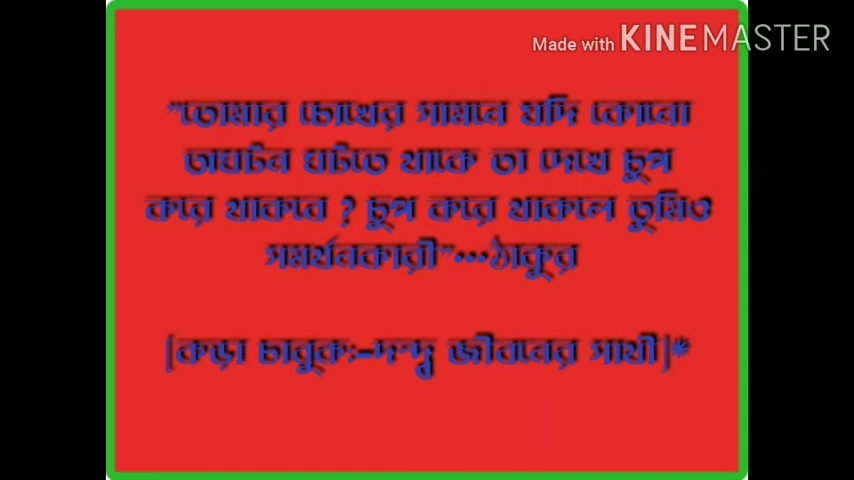 Made with KINEMASTER
"তোমার চোখের সামনে যদি কোনো
অঘটন ঘটতে থাকে তা দেখে চুপ
করে থাকবে ? চুপ করে থাকলে তুমিও
সমর্থনকারী"•••ঠাকুর
[কড়া চাবুকঃ-দন্দ্ব জীবনের সাথী]*